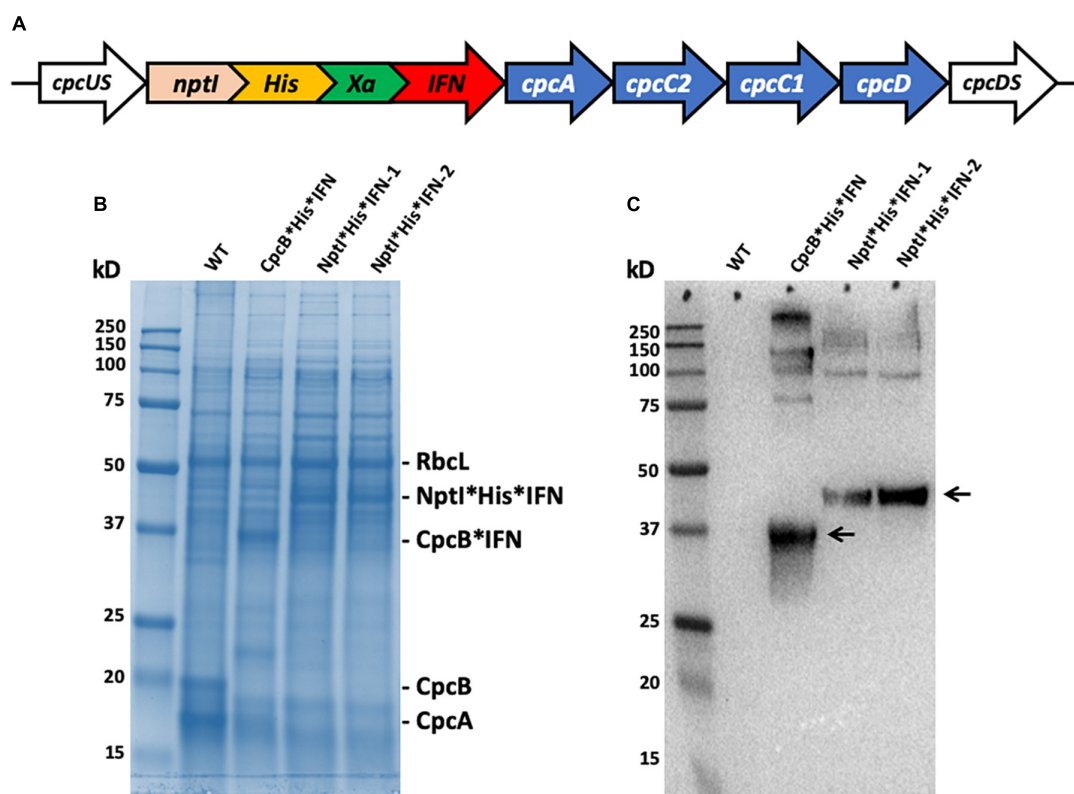 A
cpcUS nptI His Xa IFN cpcA cpcC2 cpcC1 cpcD cpcDS
B
kD
WT
CpcB*His*IFN
NptI*His*IFN-1
NptI*His*IFN-2
250
150
100
75
50
37
25
20
15
- RbcL
- NptI*His*IFN
- CpcB*IFN
- CpcB
- CpcA
C
kD
WT
CpcB*His*IFN
NptI*His*IFN-1
NptI*His*IFN-2
250
150
100
75
50
37
25
20
15